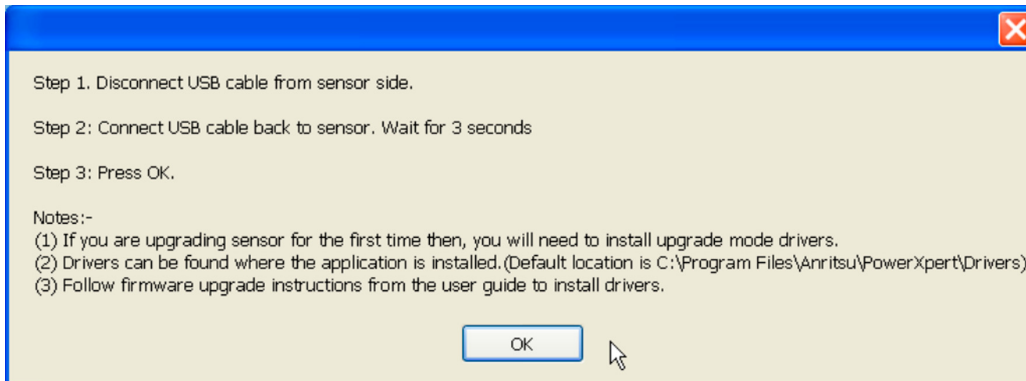 Step 1. Disconnect USB cable from sensor side.
Step 2: Connect USB cable back to sensor. Wait for 3 seconds
Step 3: Press OK.
Notes:-
(1) If you are upgrading sensor for the first time then, you will need to install upgrade mode drivers.
(2) Drivers can be found where the application is installed.(Default location is C:\Program Files\Anritsu\PowerXpert\Drivers)
(3) Follow firmware upgrade instructions from the user guide to install drivers.
OK